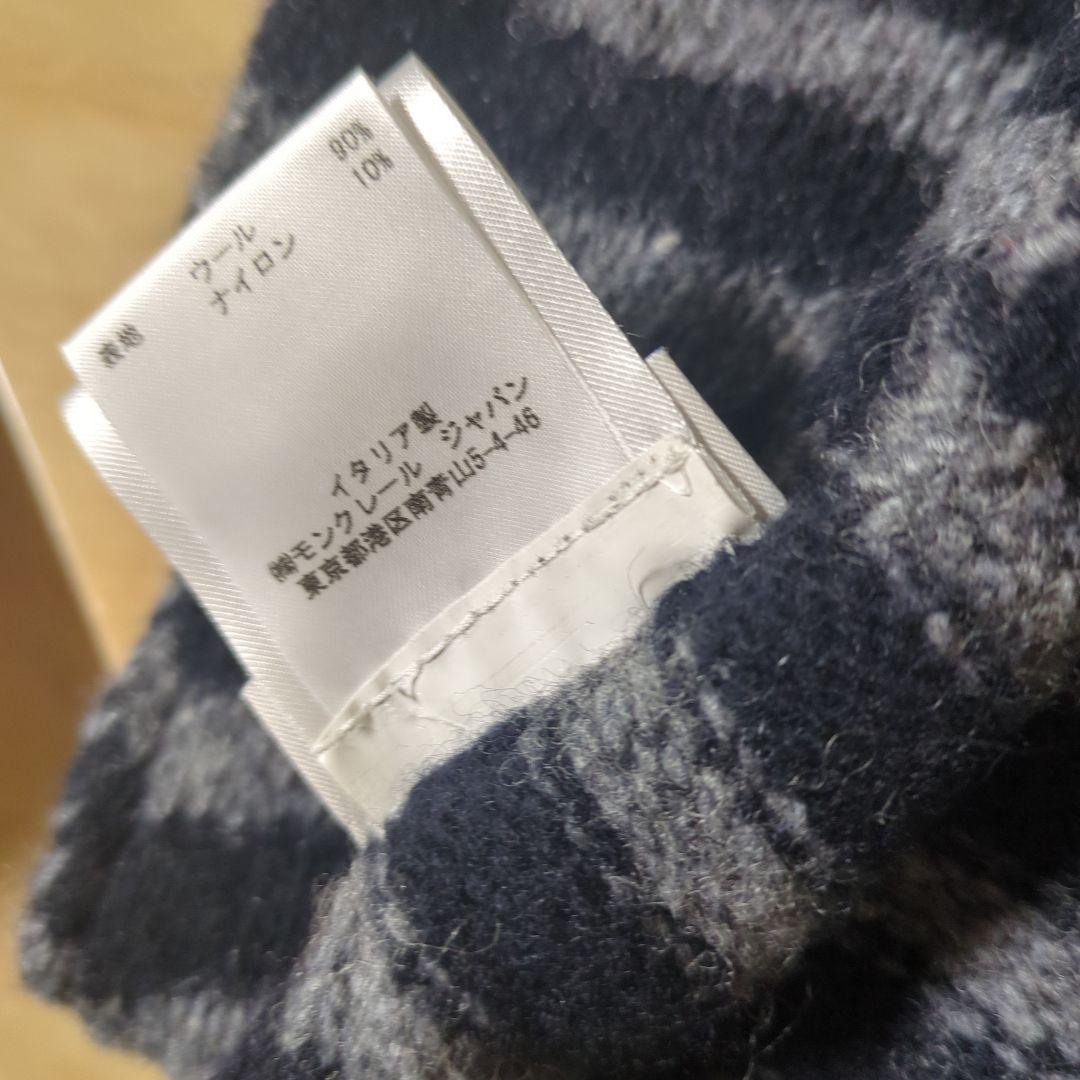 表地 ウール 90%
ナイロン 10%
イタリア製
㈱モンクレール ジャパン
東京都港区南青山5-4-46